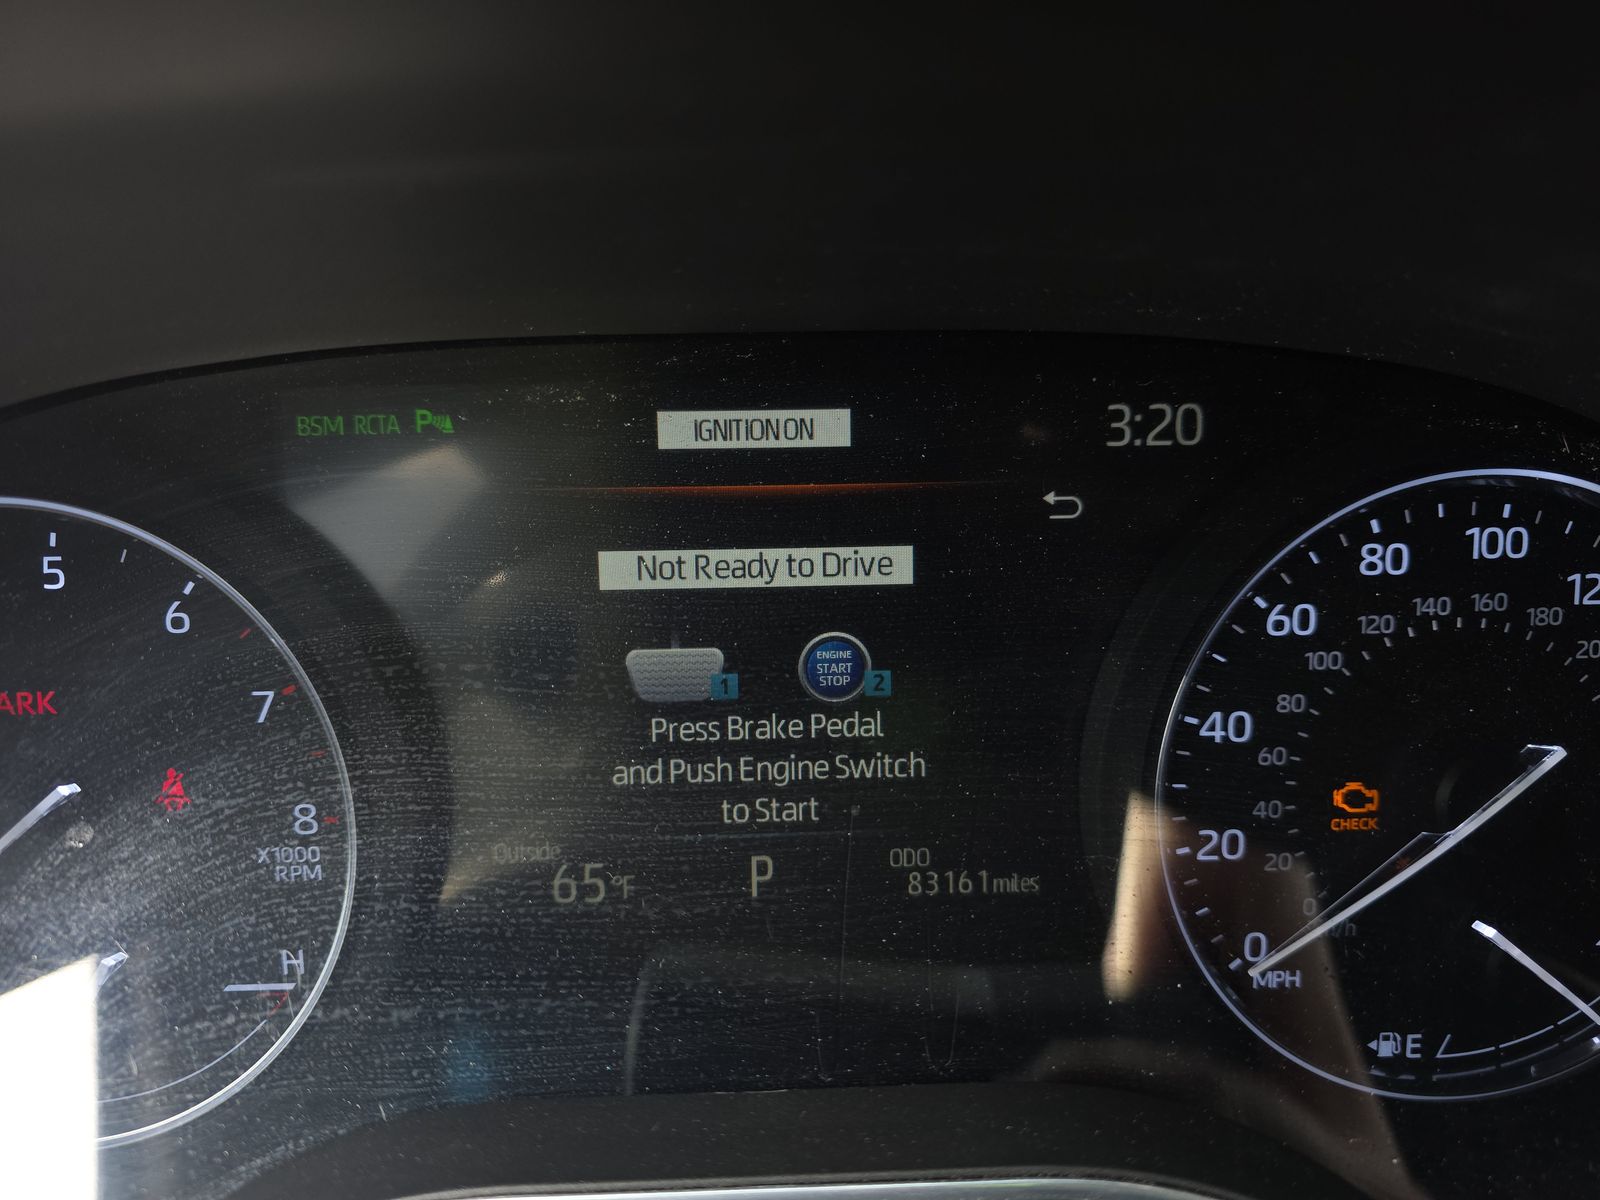 BSM RCTA P
IGNITION ON
3:20
Not Ready to Drive
1
ENGINE
START
STOP
2
Press Brake Pedal
and Push Engine Switch
to Start
Outside
65°F
P
ODO
83161 miles
5
6
7
8
X1000
RPM
H
0
20
40
60
80
100
MPH
0
20
40
60
80
100
120
140
160
180
CHECK
E